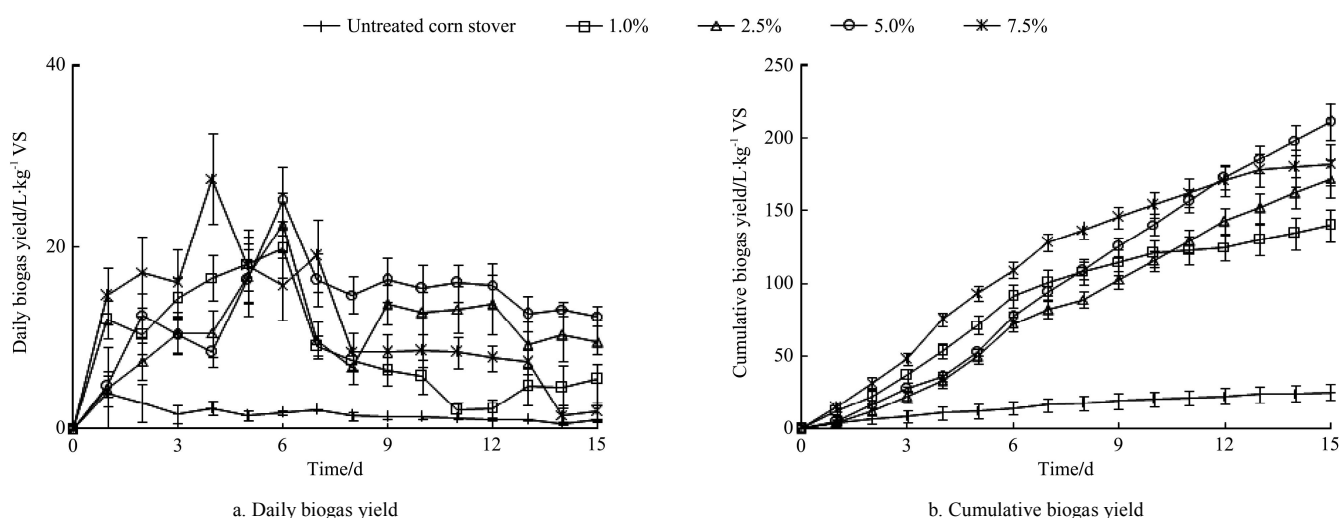 Untreated corn stover 1.0% 2.5% 5.0% 7.5%
40
20
0
0 3 6 9 12 15
Daily biogas yield/L·kg⁻¹ VS
Time/d
a. Daily biogas yield
250
200
150
100
50
0
0 3 6 9 12 15
Cumulative biogas yield/L·kg⁻¹ VS
Time/d
b. Cumulative biogas yield